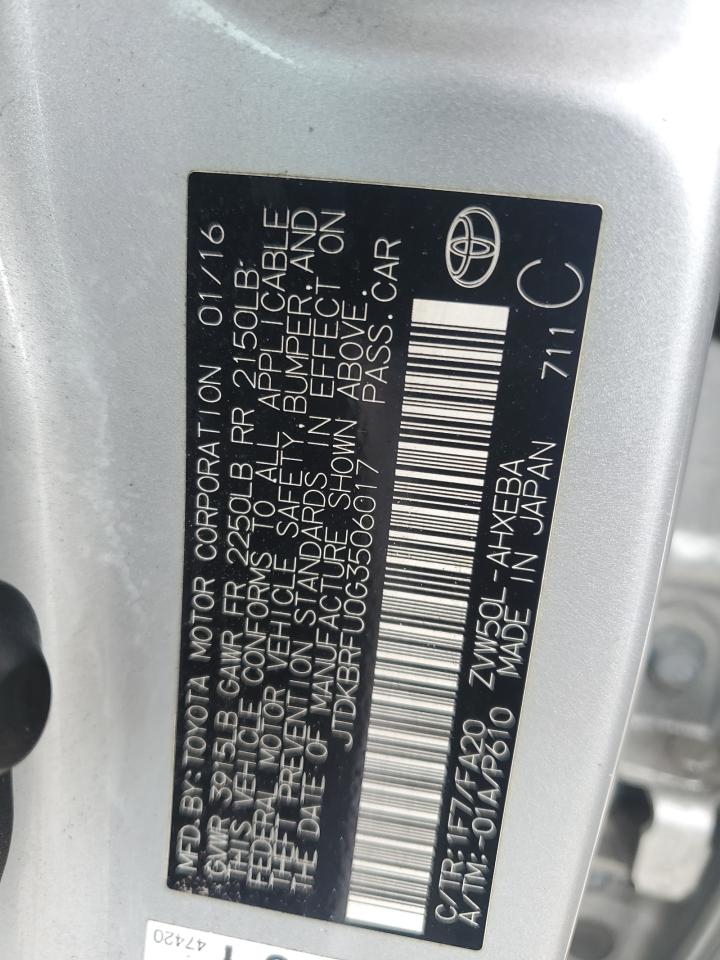 MFD.BY:TOYOTA MOTOR CORPORATION 01/16
GVWR 3915LB GAWR FR 2250LB RR 2150LB
THIS VEHICLE CONFORMS TO ALL APPLICABLE
FEDERAL MOTOR VEHICLE SAFETY,BUMPER,AND
THEFT PREVENTION STANDARDS IN EFFECT ON
THE DATE OF MANUFACTURE SHOWN ABOVE.
JTDKBRFU0G3506017 PASS.CAR
C/TR:1F7/FA20 ZVW50L-AHXEBA
A/TM:-01A/P610 MADE IN JAPAN 711 C
47420